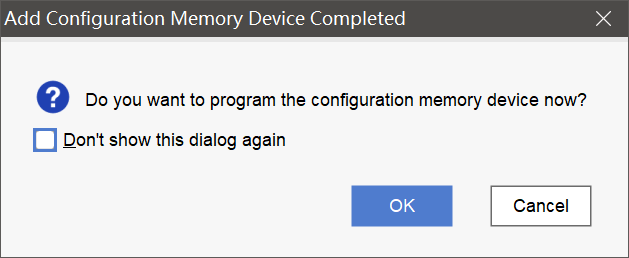 Add Configuration Memory Device Completed
Do you want to program the configuration memory device now?
Don't show this dialog again
OK
Cancel